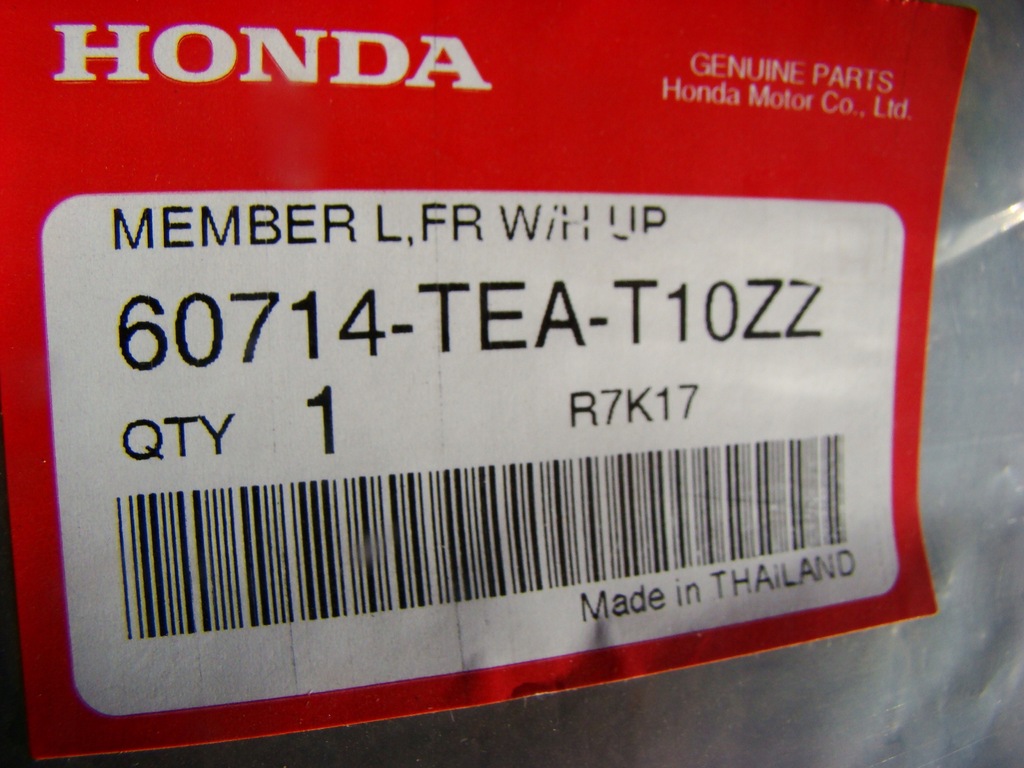 HONDA
GENUINE PARTS
Honda Motor Co., Ltd.
MEMBER L,FR W/H UP
60714-TEA-T10ZZ
QTY 1 R7K17
Made in THAILAND